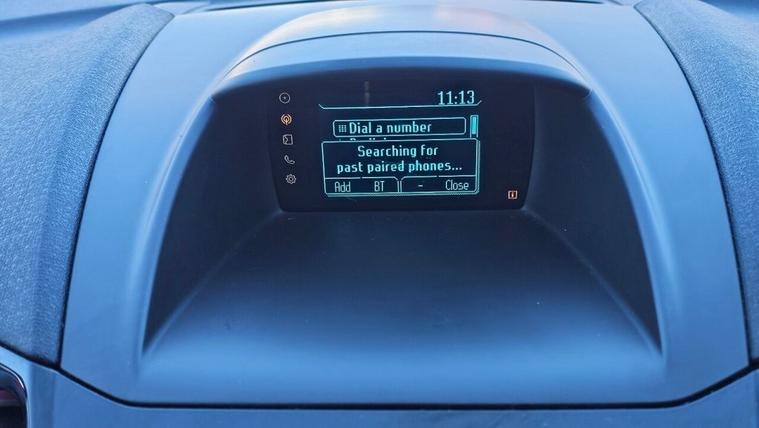 11:13
Dial a number
Searching for
past paired phones...
Add BT - Close